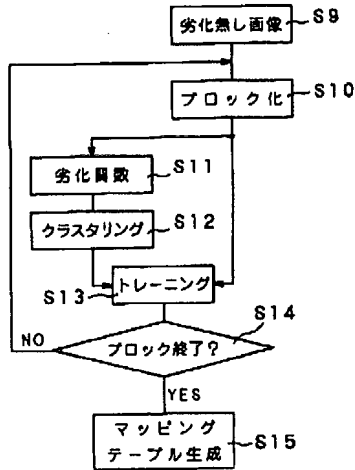 劣化無し画像
S9
ブロック化
S10
劣化関数
S11
クラスタリング
S12
トレーニング
S13
ブロック終了?
S14
NO
YES
マッピング
テーブル生成
S15